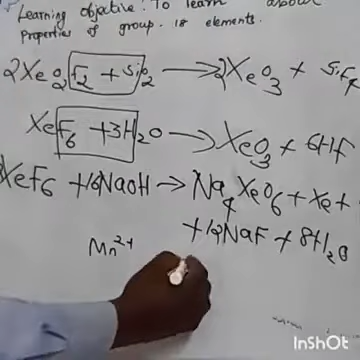 Learning objective: To learn about
properties of group 18 elements.
2XeO₂F₂ + SiO₂ → 2XeO₃ + SiF₄
XeF₆ + 3H₂O → XeO₃ + 6HF
XeF₆ + 16NaOH → Na₄XeO₆ + Xe +
+ 12NaF + 8H₂O
Mn²⁺
InShOt